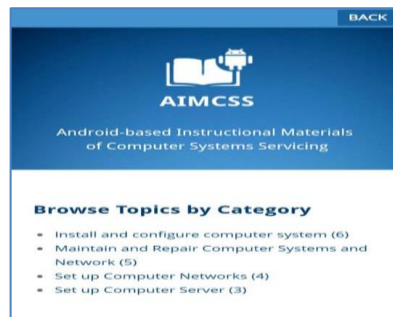 BACK
AIMCSS
Android-based Instructional Materials
of Computer Systems Servicing
Browse Topics by Category
Install and configure computer system (6)
Maintain and Repair Computer Systems and
Network (5)
Set up Computer Networks (4)
Set up Computer Server (3)